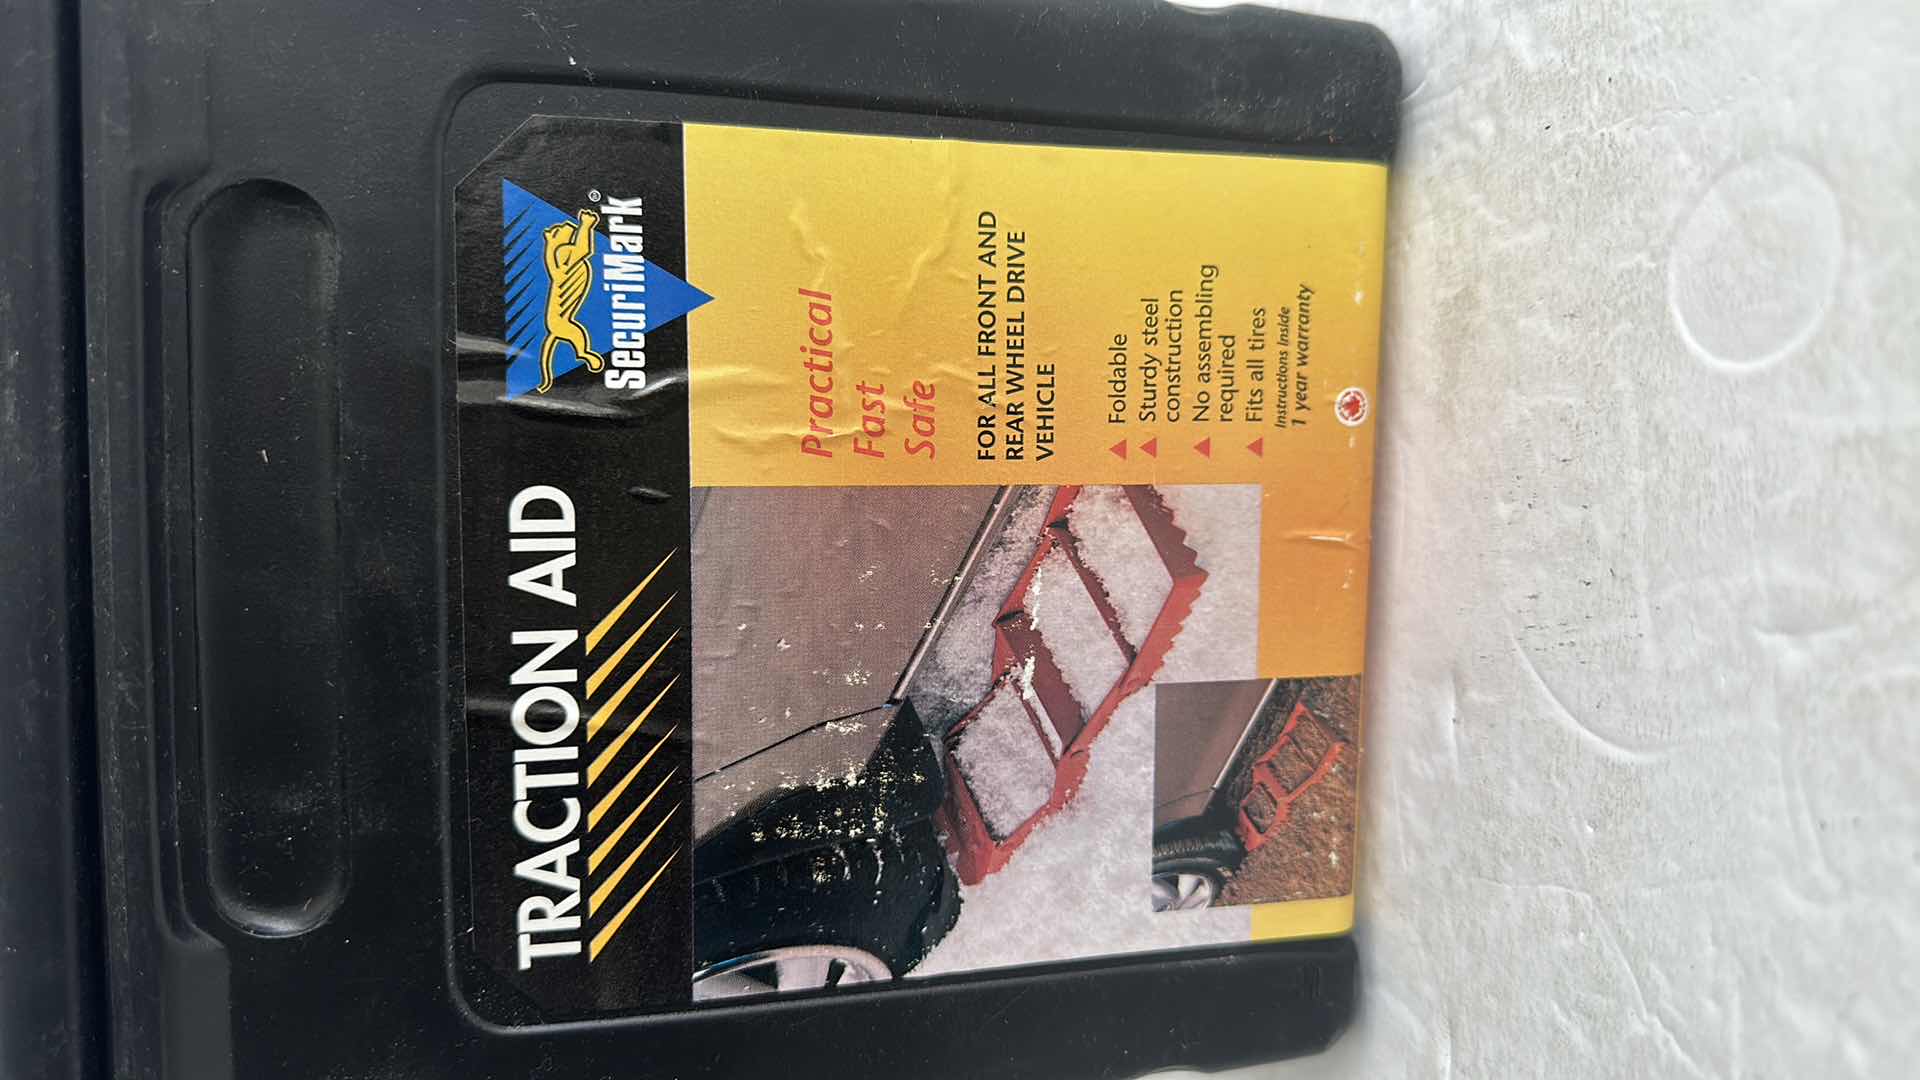 TRACTION AID
SecuriMark
Practical
Fast
Safe
FOR ALL FRONT AND
REAR WHEEL DRIVE
VEHICLE
Foldable
Sturdy steel
construction
No assembling
required
Fits all tires
Instructions Inside
1 year warranty